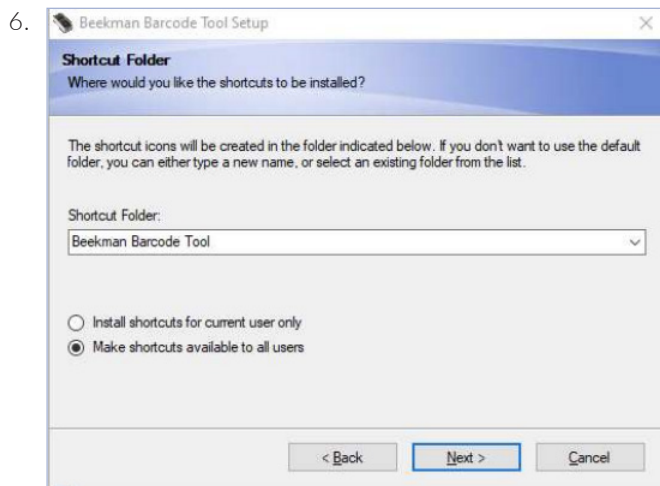 6.
Beekman Barcode Tool Setup
Shortcut Folder
Where would you like the shortcuts to be installed?
The shortcut icons will be created in the folder indicated below. If you don't want to use the default
folder, you can either type a new name, or select an existing folder from the list.
Shortcut Folder:
Beekman Barcode Tool
Install shortcuts for current user only
Make shortcuts available to all users
< Back Next > Cancel